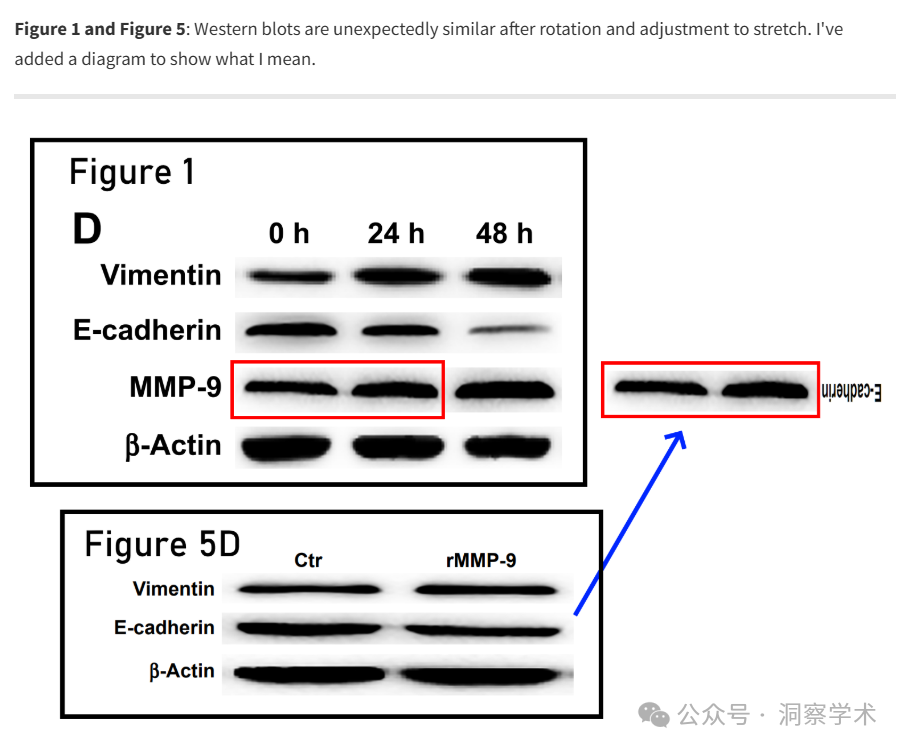 Figure 1 and Figure 5: Western blots are unexpectedly similar after rotation and adjustment to stretch. I've
added a diagram to show what I mean.
Figure 1
D
0 h 24 h 48 h
Vimentin
E-cadherin
MMP-9
β-Actin
E-cadherin
Figure 5D
Ctr rMMP-9
Vimentin
E-cadherin
β-Actin
公众号 · 洞察学术